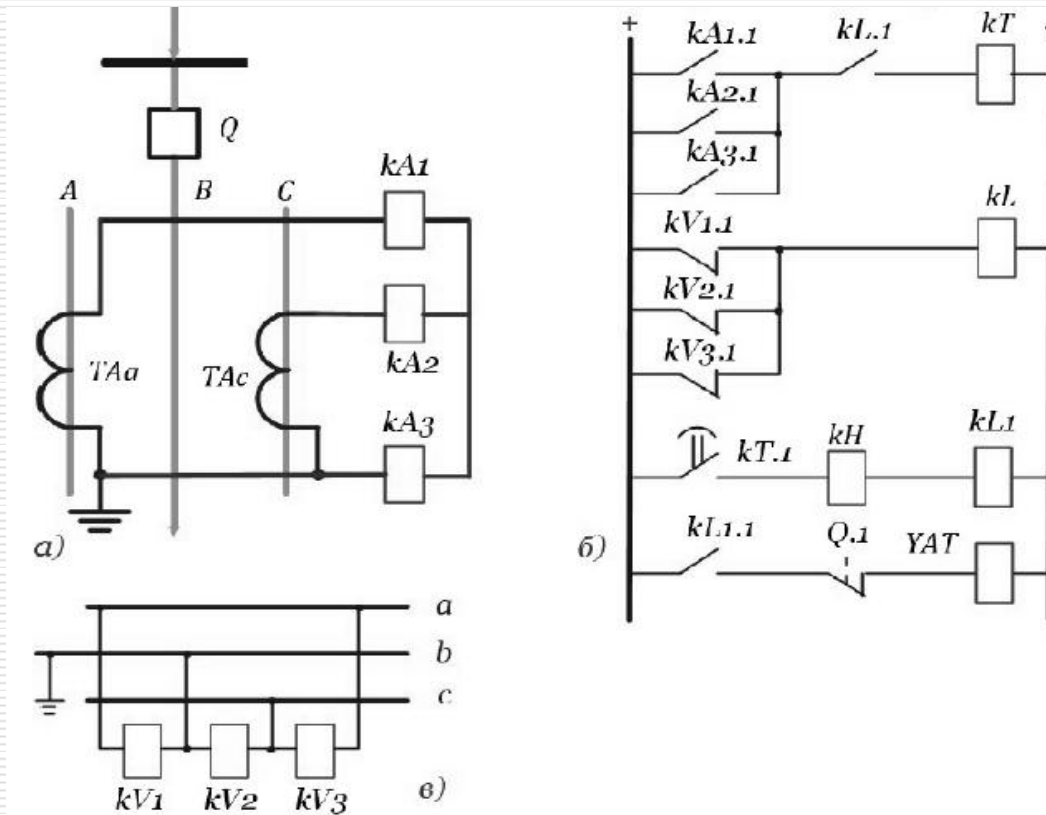 Q
A
B
C
kA1
TAa
TAc
kA2
kA3
а)
+
kA1.1
kL.1
kT
kA2.1
kA3.1
kV1.1
kL
kV2.1
kV3.1
kT.1
kH
kL1
kL1.1
Q.1
YAT
б)
a
b
c
kV1
kV2
kV3
в)